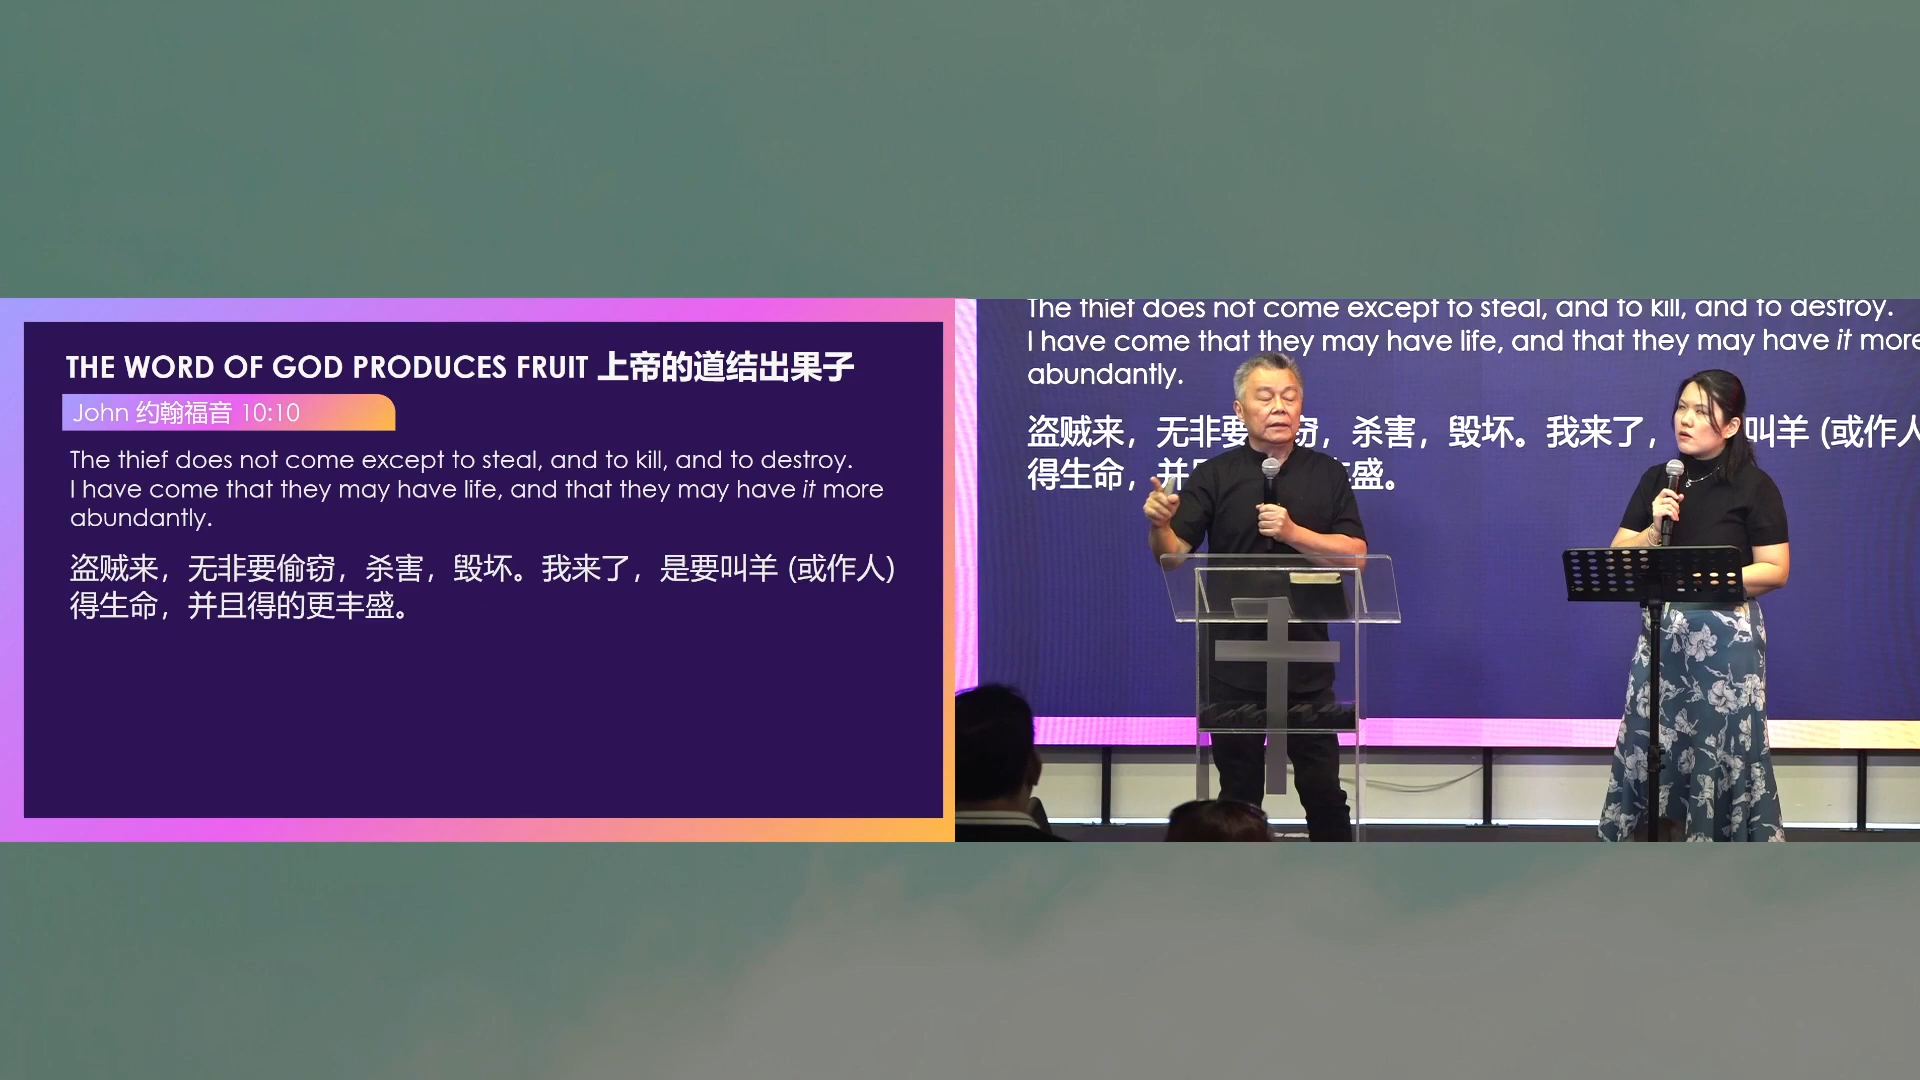 THE WORD OF GOD PRODUCES FRUIT 上帝的道结出果子
John 约翰福音 10:10
The thief does not come except to steal, and to kill, and to destroy.
I have come that they may have life, and that they may have it more
abundantly.
盗贼来，无非要偷窃，杀害，毁坏。我来了，是要叫羊 (或作人)
得生命，并且得的更丰盛。
The thief does not come except to steal, and to kill, and to destroy.
I have come that they may have life, and that they may have it more
abundantly.
盗贼来，无非要 窃，杀害，毁坏。我来了， 叫羊 (或作人
得生命，并 丰盛。